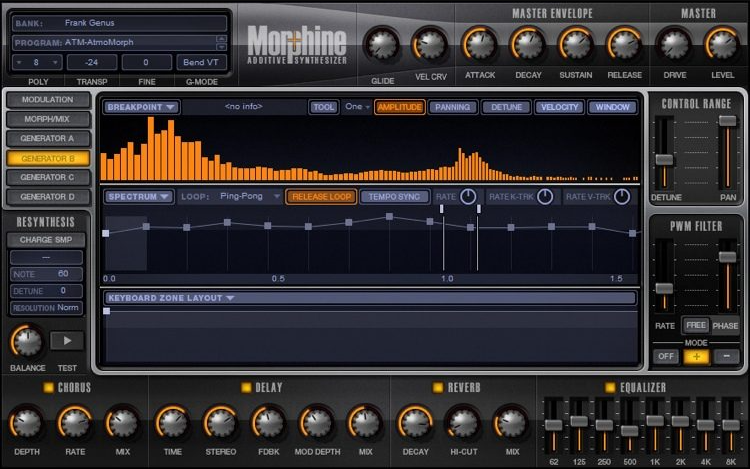 BANK: Frank Genus
PROGRAM: ATM-AtmoMorph
8 -24 0 Bend VT
POLY TRANSP FINE G-MODE
Morphine
ADDITIVE SYNTHESIZER
GLIDE VEL CRV
MASTER ENVELOPE
ATTACK DECAY SUSTAIN RELEASE
MASTER
DRIVE LEVEL
MODULATION
MORPH/MIX
GENERATOR A
GENERATOR B
GENERATOR C
GENERATOR D
BREAKPOINT <no info> TOOL One AMPLITUDE PANNING DETUNE VELOCITY WINDOW
SPECTRUM LOOP: Ping-Pong RELEASE LOOP TEMPO SYNC RATE RATE K-TRK RATE V-TRK
0.0 0.5 1.0 1.5
KEYBOARD ZONE LAYOUT
CONTROL RANGE
DETUNE PAN
PWM FILTER
RATE FREE PHASE
MODE
OFF + −
RESYNTHESIS
CHARGE SMP
---
NOTE 60
DETUNE 0
RESOLUTION Norm
BALANCE TEST
CHORUS
DEPTH RATE MIX
DELAY
TIME STEREO FDBK MOD DEPTH MIX
REVERB
DECAY HI-CUT MIX
EQUALIZER
62 125 250 500 1K 2K 4K 8K